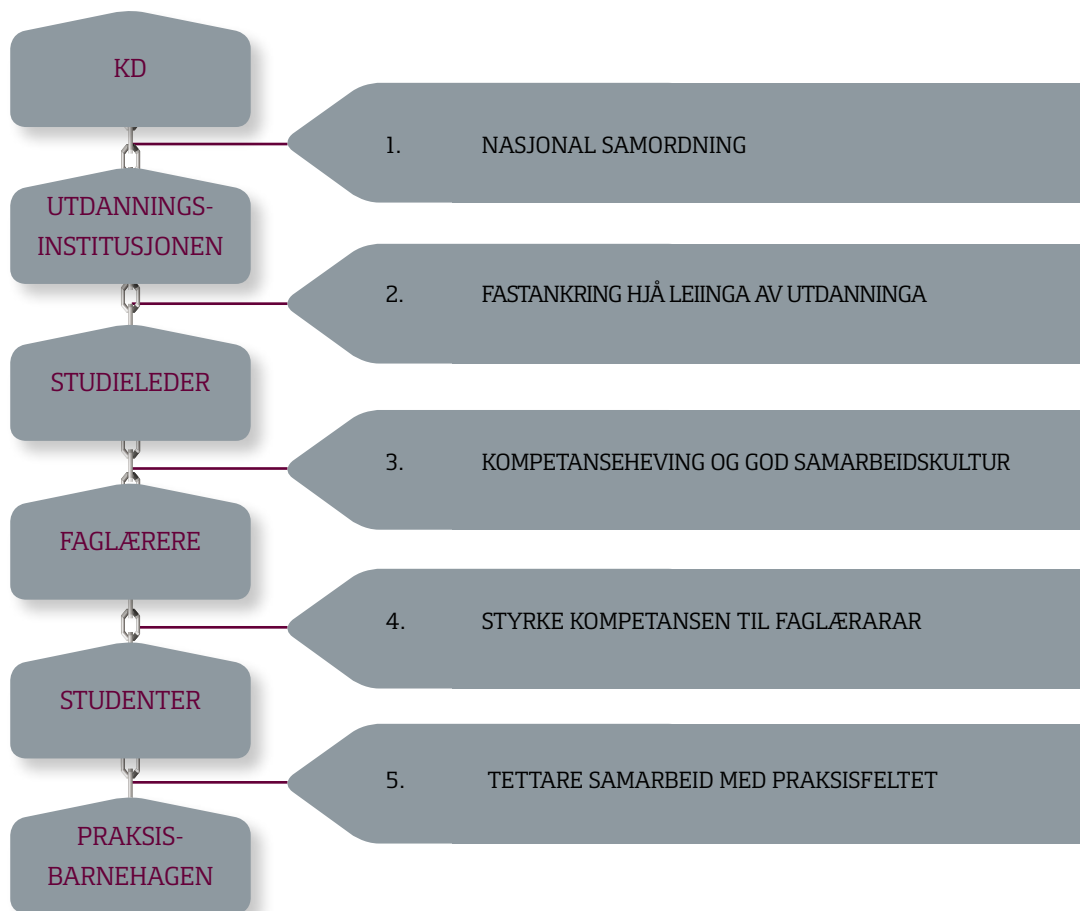 KD
1. NASJONAL SAMORDNING
UTDANNINGS-
INSTITUSJONEN
2. FASTANKRING HJÅ LEIINGA AV UTDANNINGA
STUDIELEDER
3. KOMPETANSEHEVING OG GOD SAMARBEIDSKULTUR
FAGLÆRERE
4. STYRKE KOMPETANSEN TIL FAGLÆRARAR
STUDENTER
5. TETTARE SAMARBEID MED PRAKSISFELTET
PRAKSIS-
BARNEHAGEN